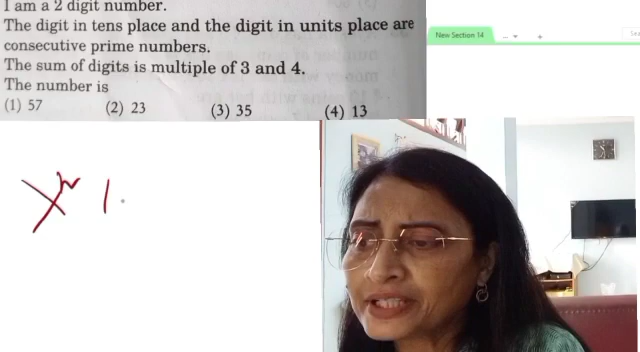 I am a 2 digit number.
The digit in tens place and the digit in units place are
consecutive prime numbers.
The sum of digits is multiple of 3 and 4.
The number is
(1) 57 (2) 23 (3) 35 (4) 13
New Section 14